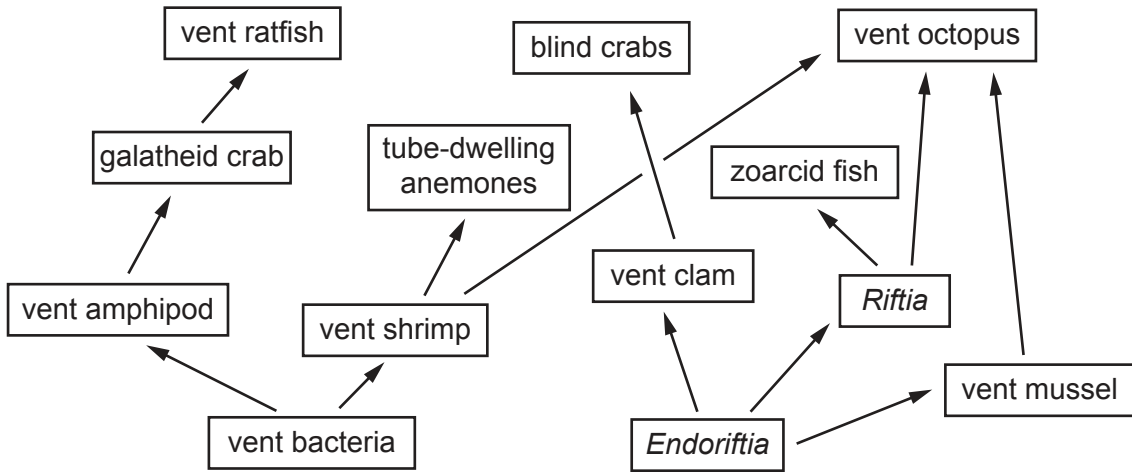 vent ratfish
blind crabs
vent octopus
galatheid crab
tube-dwelling
anemones
zoarcid fish
vent clam
vent amphipod
vent shrimp
Riftia
vent mussel
vent bacteria
Endoriftia